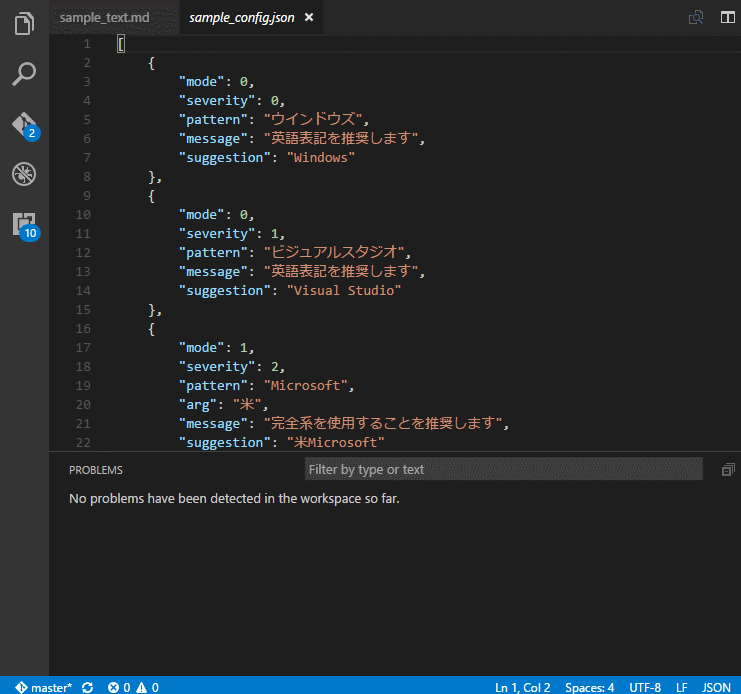 sample_text.md sample_config.json ×
1 [
2 {
3 "mode": 0,
4 "severity": 0,
5 "pattern": "ウインドウズ",
6 "message": "英語表記を推奨します",
7 "suggestion": "Windows"
8 },
9 {
10 "mode": 0,
11 "severity": 1,
12 "pattern": "ビジュアルスタジオ",
13 "message": "英語表記を推奨します",
14 "suggestion": "Visual Studio"
15 },
16 {
17 "mode": 1,
18 "severity": 2,
19 "pattern": "Microsoft",
20 "arg": "米",
21 "message": "完全系を使用することを推奨します",
22 "suggestion": "米Microsoft"
2
10
PROBLEMS Filter by type or text
No problems have been detected in the workspace so far.
master* 0 0 Ln 1, Col 2 Spaces: 4 UTF-8 LF JSON